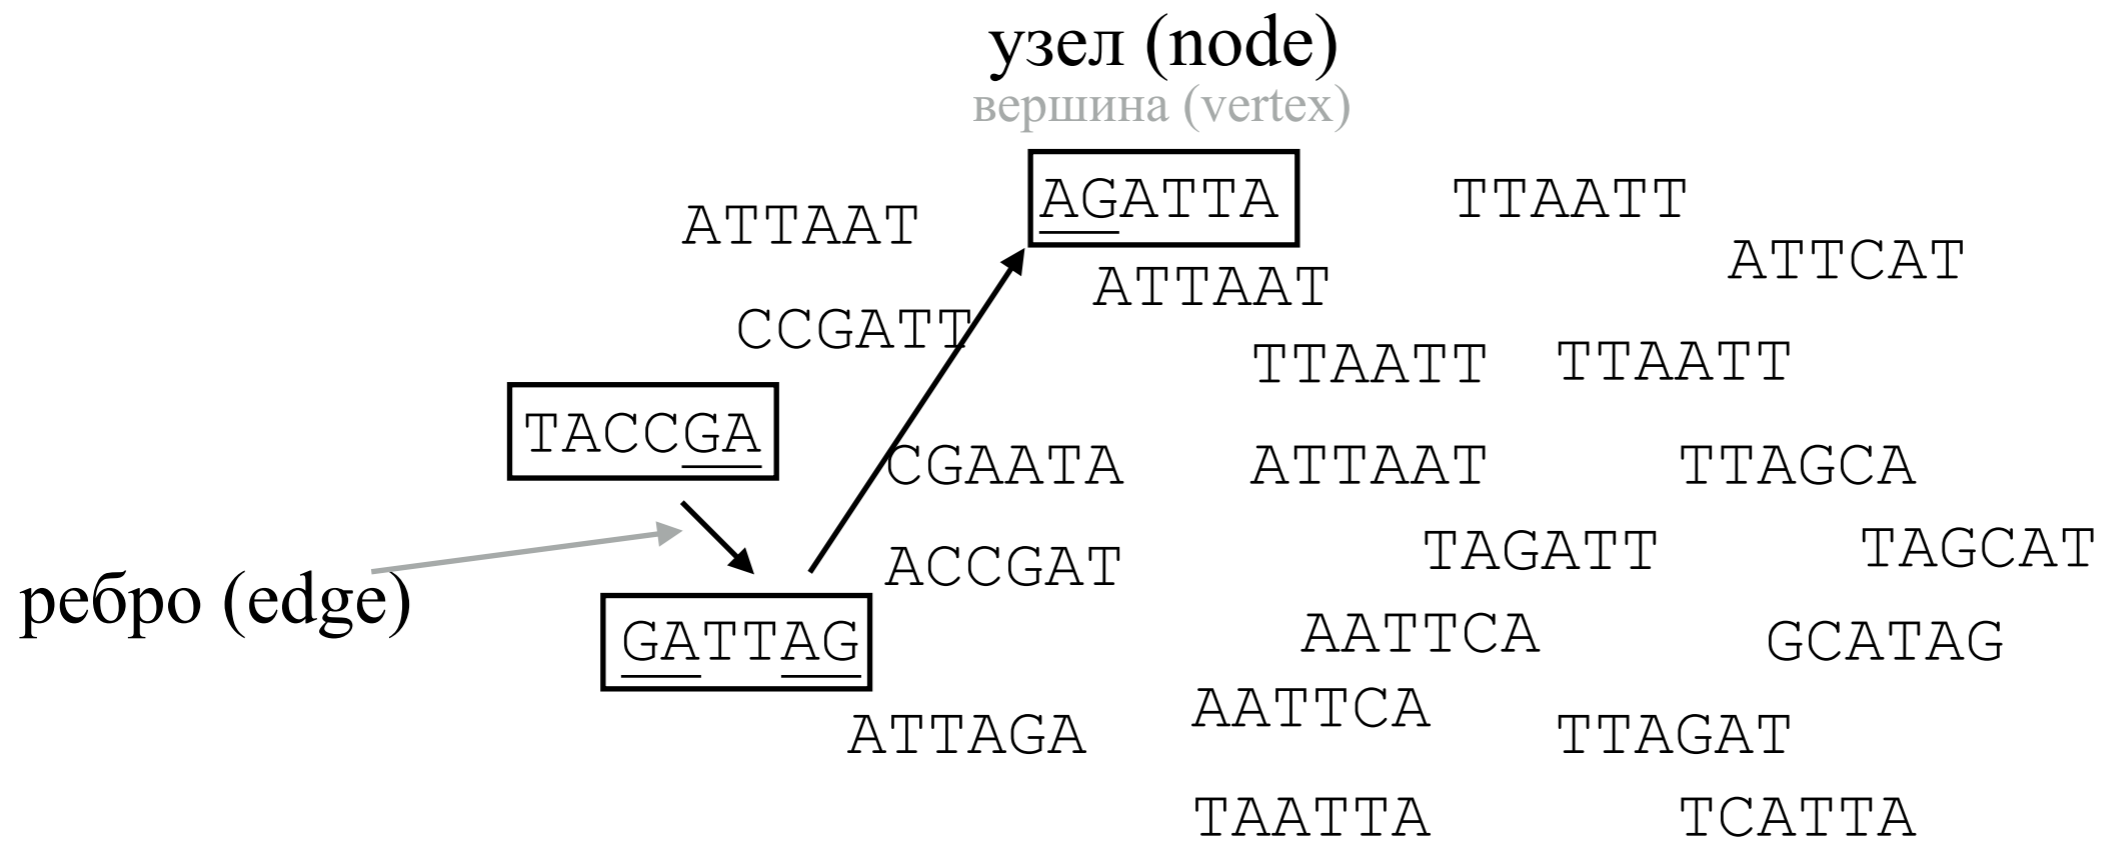 узел (node)
вершина (vertex)
AGATTA
TTAATT
ATTAAT
ATTCAT
ATTAAT
CCGATT
TTAATT
TTAATT
TACCGA
CGAATA
ATTAAT
TTAGCA
ACCGAT
TAGATT
TAGCAT
ребро (edge)
GATTAG
AATTCA
GCATAG
ATTAGA
AATTCA
TTAGAT
TAATTA
TCATTA